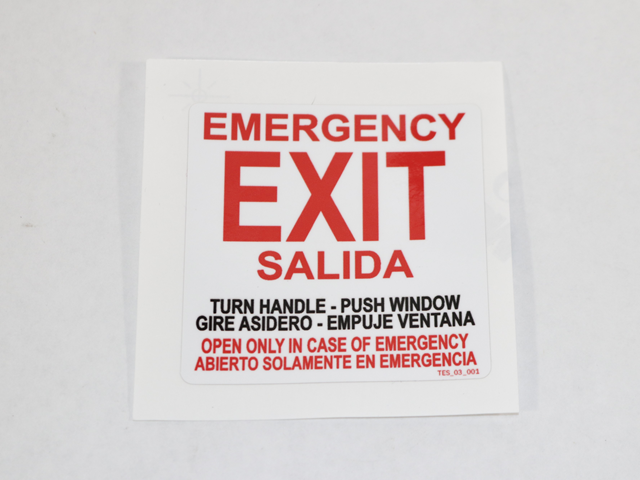 EMERGENCY
EXIT
SALIDA
TURN HANDLE - PUSH WINDOW
GIRE ASIDERO - EMPUJE VENTANA
OPEN ONLY IN CASE OF EMERGENCY
ABIERTO SOLAMENTE EN EMERGENCIA
TES_03_001